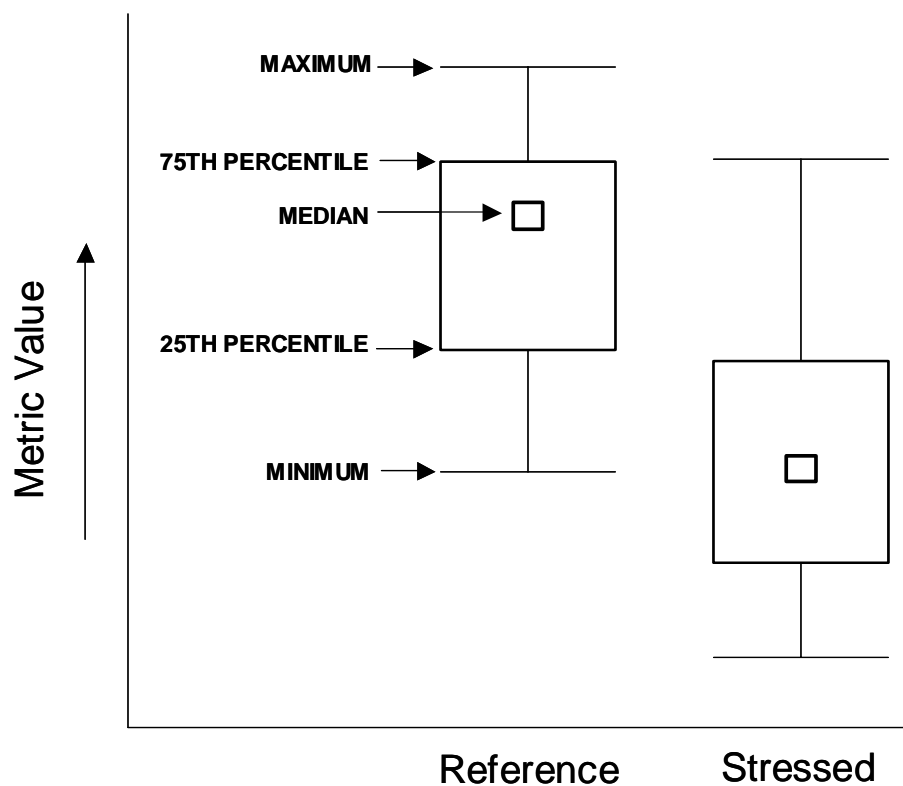 MAXIMUM
75TH PERCENTILE
MEDIAN
25TH PERCENTILE
MINIMUM
Metric Value
Reference
Stressed